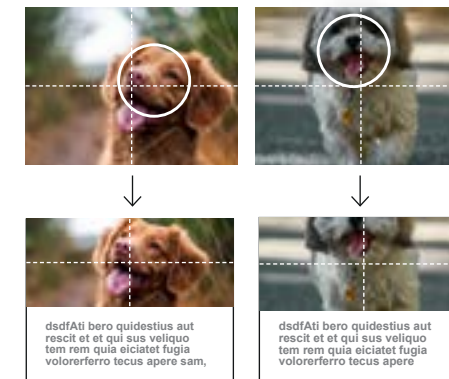 dsdfAti bero quidestius aut
rescit et et qui sus veliquo
tem rem quia eiciatet fugia
volorerferro tecus apere sam,
dsdfAti bero quidestius aut
rescit et et qui sus veliquo
tem rem quia eiciatet fugia
volorerferro tecus apere